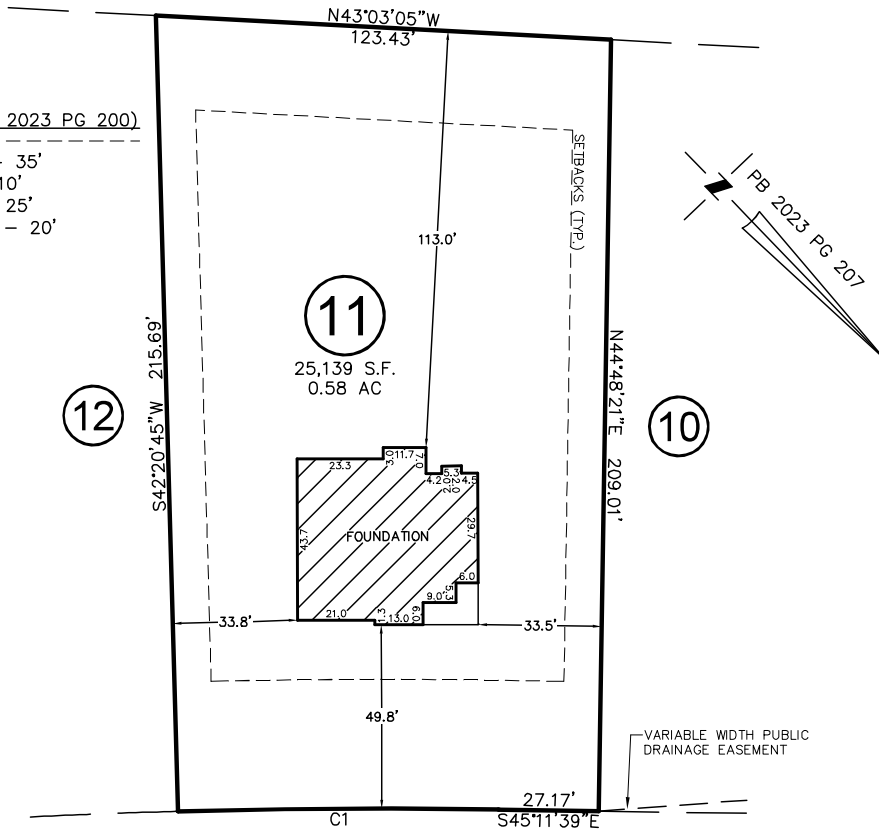 N43°03'05"W
123.43'
2023 PG 200)
- 35'
10'
25'
- 20'
SETBACKS (TYP.)
PB 2023 PG 207
113.0'
11
25,139 S.F.
0.58 AC
12
S42°20'45"W 215.69'
10
N44°48'21"E 209.01'
23.3
3.0
11.7
7.0
4.2
2.0
5.3
2.0
4.5
43.7
FOUNDATION
29.7
6.0
5.3
9.0
21.0
1.3
13.0
6.0
33.8'
33.5'
49.8'
VARIABLE WIDTH PUBLIC
DRAINAGE EASEMENT
27.17'
C1
S45°11'39"E